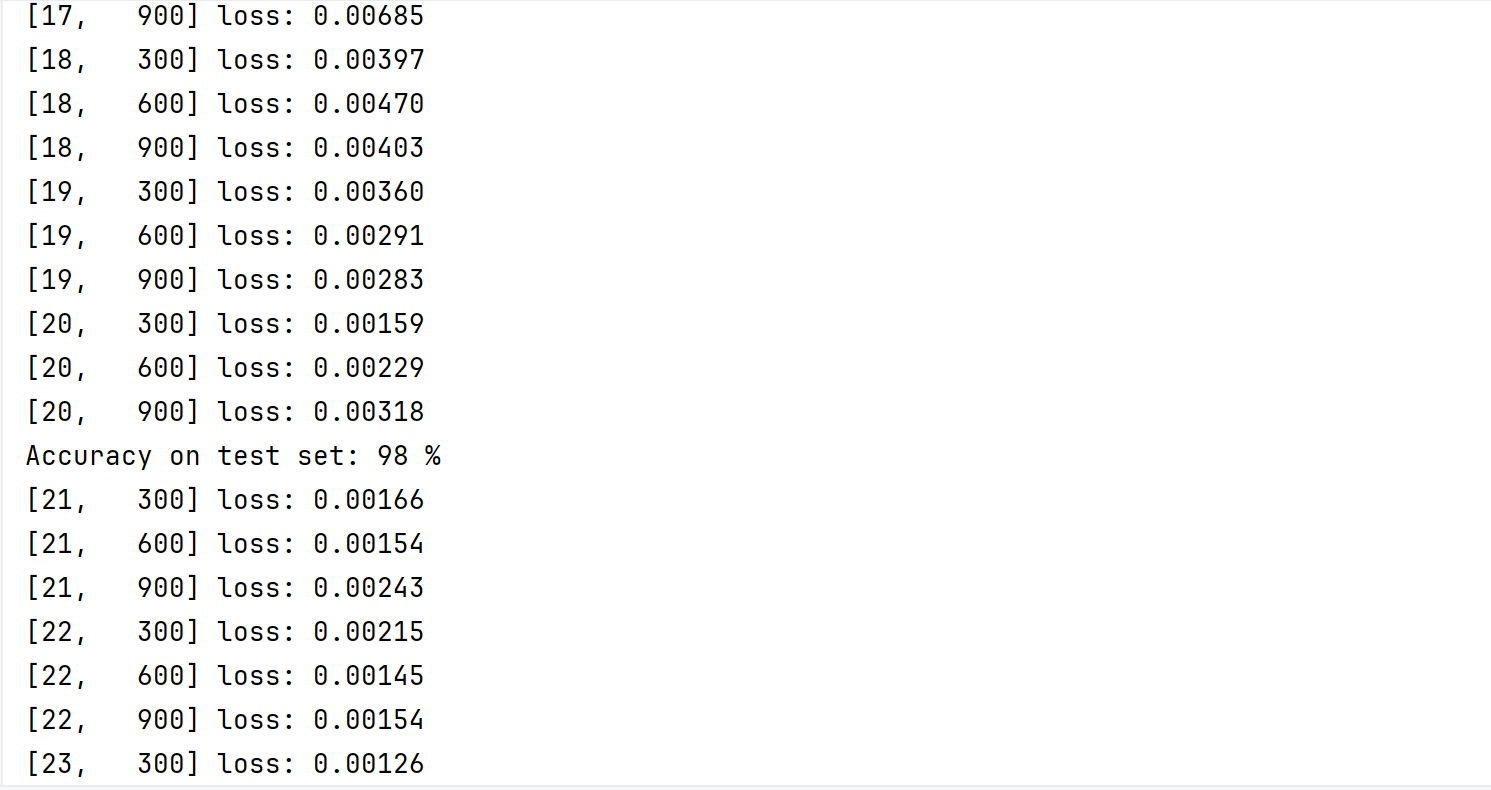 [17,   900] loss: 0.00685
[18,   300] loss: 0.00397
[18,   600] loss: 0.00470
[18,   900] loss: 0.00403
[19,   300] loss: 0.00360
[19,   600] loss: 0.00291
[19,   900] loss: 0.00283
[20,   300] loss: 0.00159
[20,   600] loss: 0.00229
[20,   900] loss: 0.00318
Accuracy on test set: 98 %
[21,   300] loss: 0.00166
[21,   600] loss: 0.00154
[21,   900] loss: 0.00243
[22,   300] loss: 0.00215
[22,   600] loss: 0.00145
[22,   900] loss: 0.00154
[23,   300] loss: 0.00126